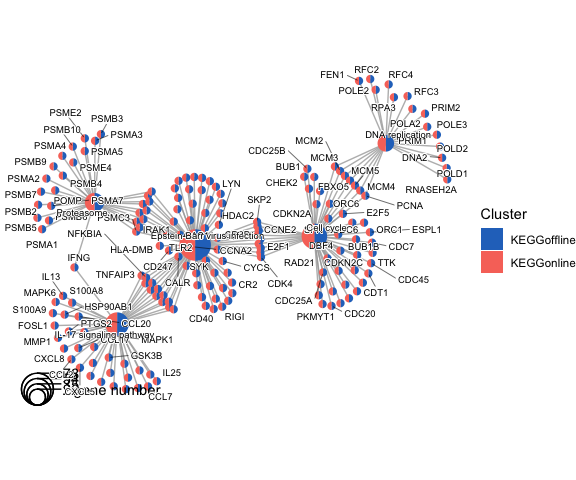 RFC2
FEN1
RFC4
POLE2
RFC3
RPA3
PRIM2
POLA2
POLE3
DNA replication
PRIM1
POLD2
DNA2
POLD1
RNASEH2A
MCM2
MCM3
MCM5
MCM4
PCNA
CDC25B
BUB1
CHEK2
FBXO5
ORC6
CDKN2A
E2F5
SKP2
CCNE2
Cell cycle
ORC1
ESPL1
DBF4
BUB1B
CDC7
E2F1
RAD21
CDKN2C
TTK
CDC45
CDK4
CDT1
CDC25A
CDC20
PKMYT1
PSME2
PSMB3
PSMB10
PSMA3
PSMA4
PSMA5
PSMB9
PSME4
PSMA2
PSMB4
PSMB7
POMP
PSMA7
PSMB2
Proteasome
PSMB6
PSMC3
PSMB5
PSMA1
NFKBIA
LYN
HDAC2
IRAK1
Epstein-Barr virus infection
TLR2
CCNA2
HLA-DMB
SYK
CYCS
CD247
CALR
CR2
CD40
RIGI
IFNG
TNFAIP3
IL13
S100A8
MAPK6
HSP90AB1
S100A9
PTGS2
CCL20
FOSL1
IL-17 signaling pathway
MMP1
CCL17
MAPK1
CXCL8
GSK3B
IL25
CXCL5
CCL7
gene number
Cluster
KEGGoffline
KEGGonline